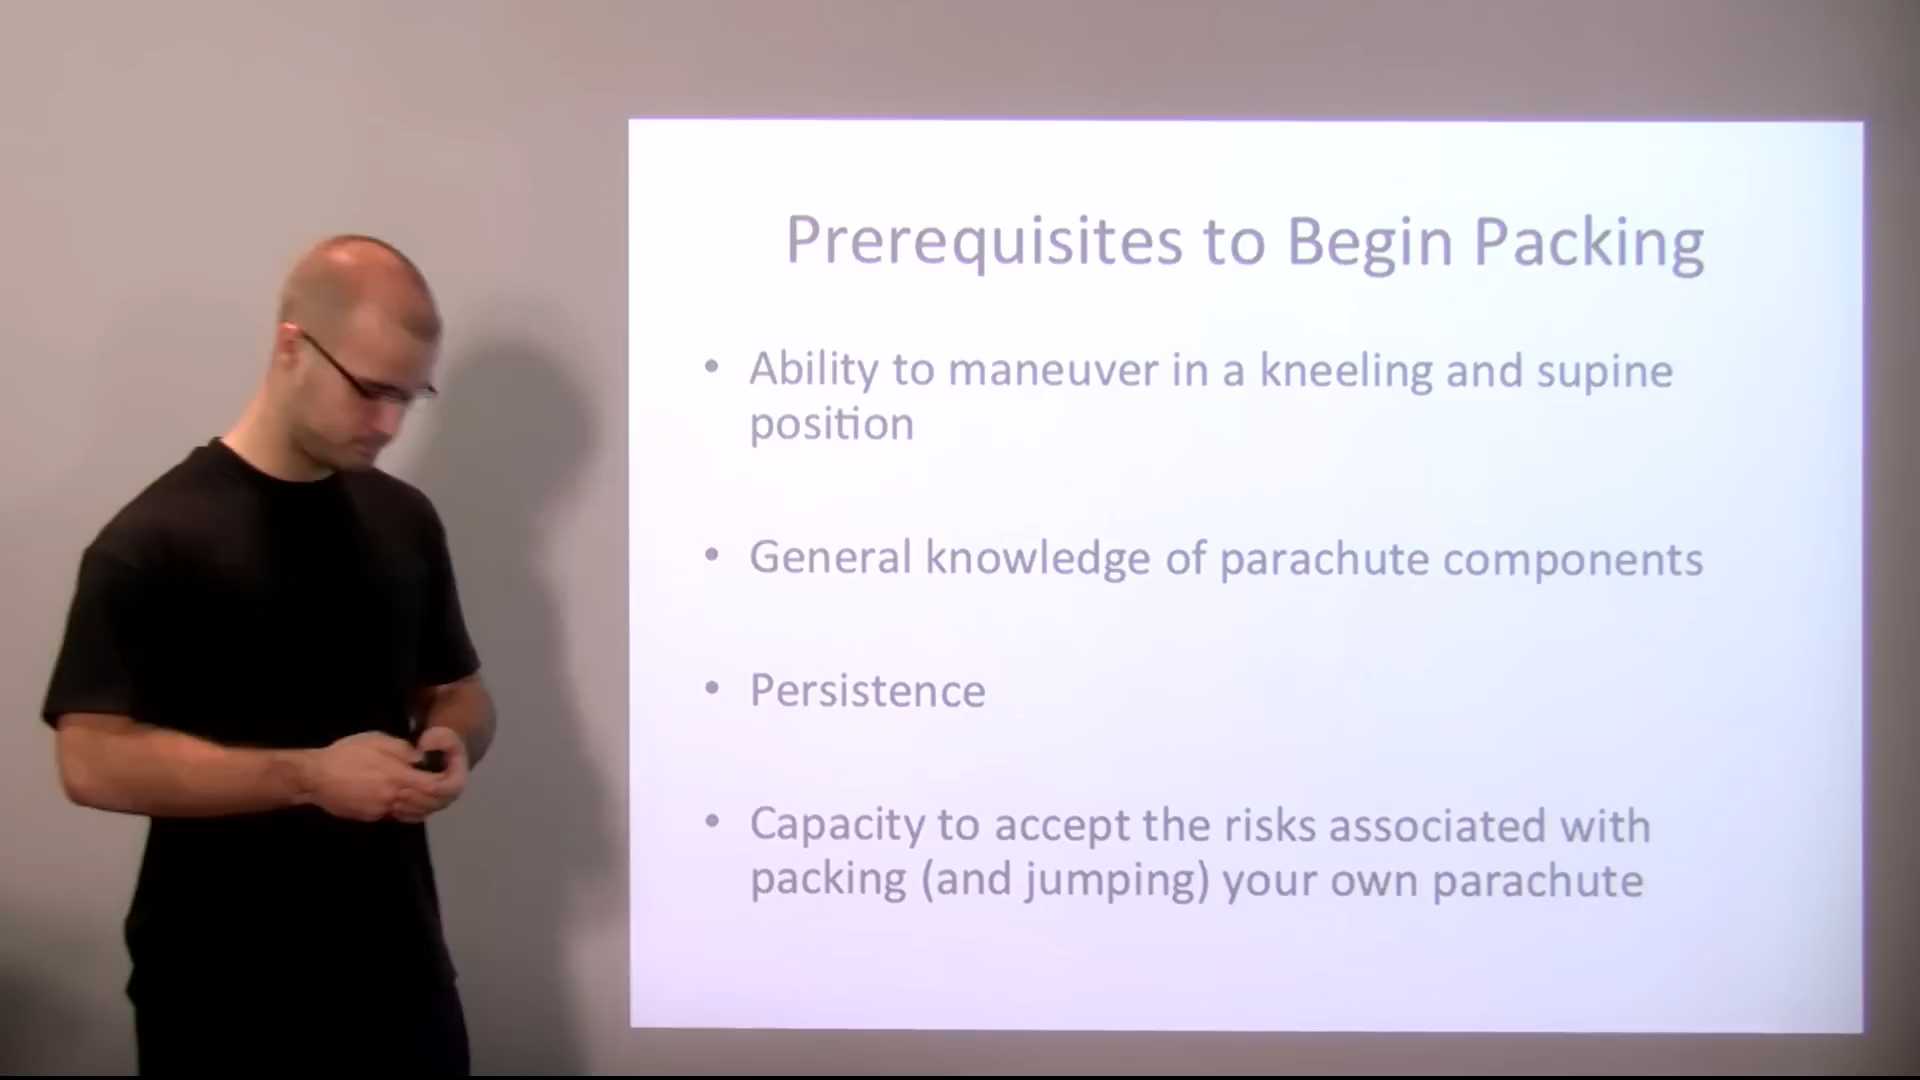 Prerequisites to Begin Packing
• Ability to maneuver in a kneeling and supine
position
• General knowledge of parachute components
• Persistence
• Capacity to accept the risks associated with
packing (and jumping) your own parachute